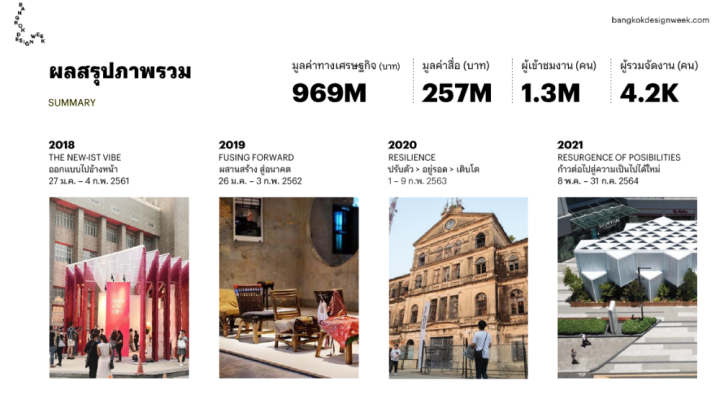 BANGKOK DESIGN WEEK
bangkokdesignweek.com
ผลสรุปภาพรวม
SUMMARY
มูลค่าทางเศรษฐกิจ (บาท)
969M
มูลค่าสื่อ (บาท)
257M
ผู้เข้าชมงาน (คน)
1.3M
ผู้ร่วมจัดงาน (คน)
4.2K
2018
THE NEW-IST VIBE
ออกแบบไปข้างหน้า
27 ม.ค. – 4 ก.พ. 2561
2019
FUSING FORWARD
ผสานสร้าง สู่อนาคต
26 ม.ค. – 3 ก.พ. 2562
2020
RESILIENCE
ปรับตัว > อยู่รอด > เติบโต
1 – 9 ก.พ. 2563
2021
RESURGENCE OF POSIBILITIES
ก้าวต่อไปสู่ความเป็นไปได้ใหม่
8 พ.ค. – 31 ก.ค. 2564